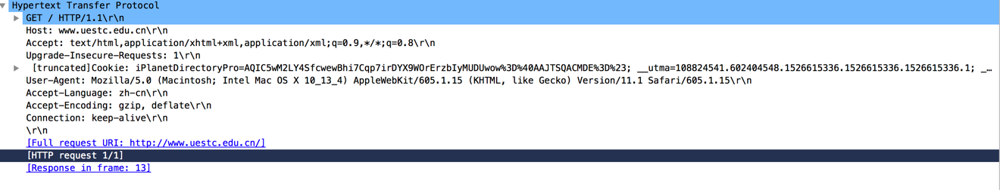 Hypertext Transfer Protocol
GET / HTTP/1.1\r\n
Host: www.uestc.edu.cn\r\n
Accept: text/html,application/xhtml+xml,application/xml;q=0.9,*/*;q=0.8\r\n
Upgrade-Insecure-Requests: 1\r\n
[truncated]Cookie: iPlanetDirectoryPro=AQIC5wM2LY4SfcwewBhi7Cqp7irDYX9WOrErzbIyMUDUwow%3D%40AAJTSQACMDE%3D%23; __utma=108824541.602404548.1526615336.1526615336.1526615336.1; _…
User-Agent: Mozilla/5.0 (Macintosh; Intel Mac OS X 10_13_4) AppleWebKit/605.1.15 (KHTML, like Gecko) Version/11.1 Safari/605.1.15\r\n
Accept-Language: zh-cn\r\n
Accept-Encoding: gzip, deflate\r\n
Connection: keep-alive\r\n
\r\n
[Full request URI: http://www.uestc.edu.cn/]
[HTTP request 1/1]
[Response in frame: 13]